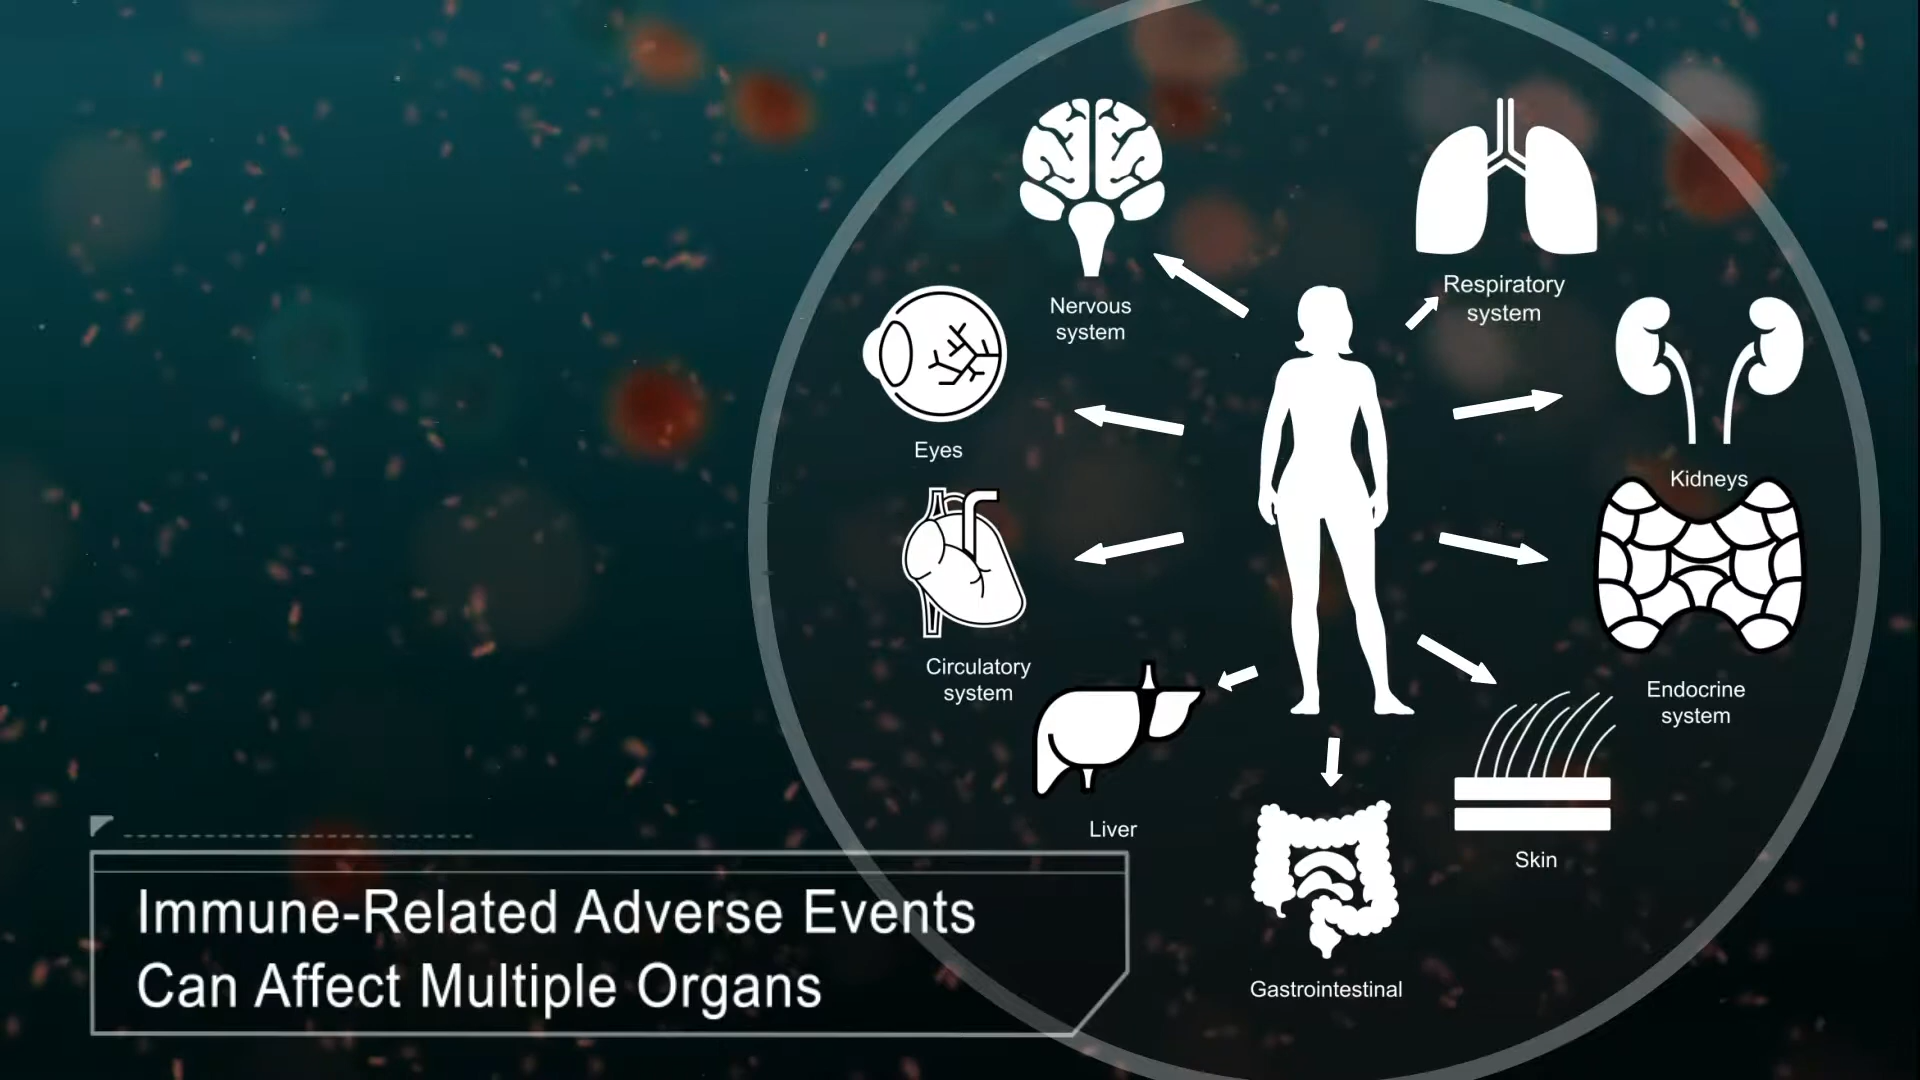 Nervous
system
Respiratory
system
Eyes
Kidneys
Circulatory
system
Endocrine
system
Liver
Skin
Gastrointestinal
Immune-Related Adverse Events
Can Affect Multiple Organs